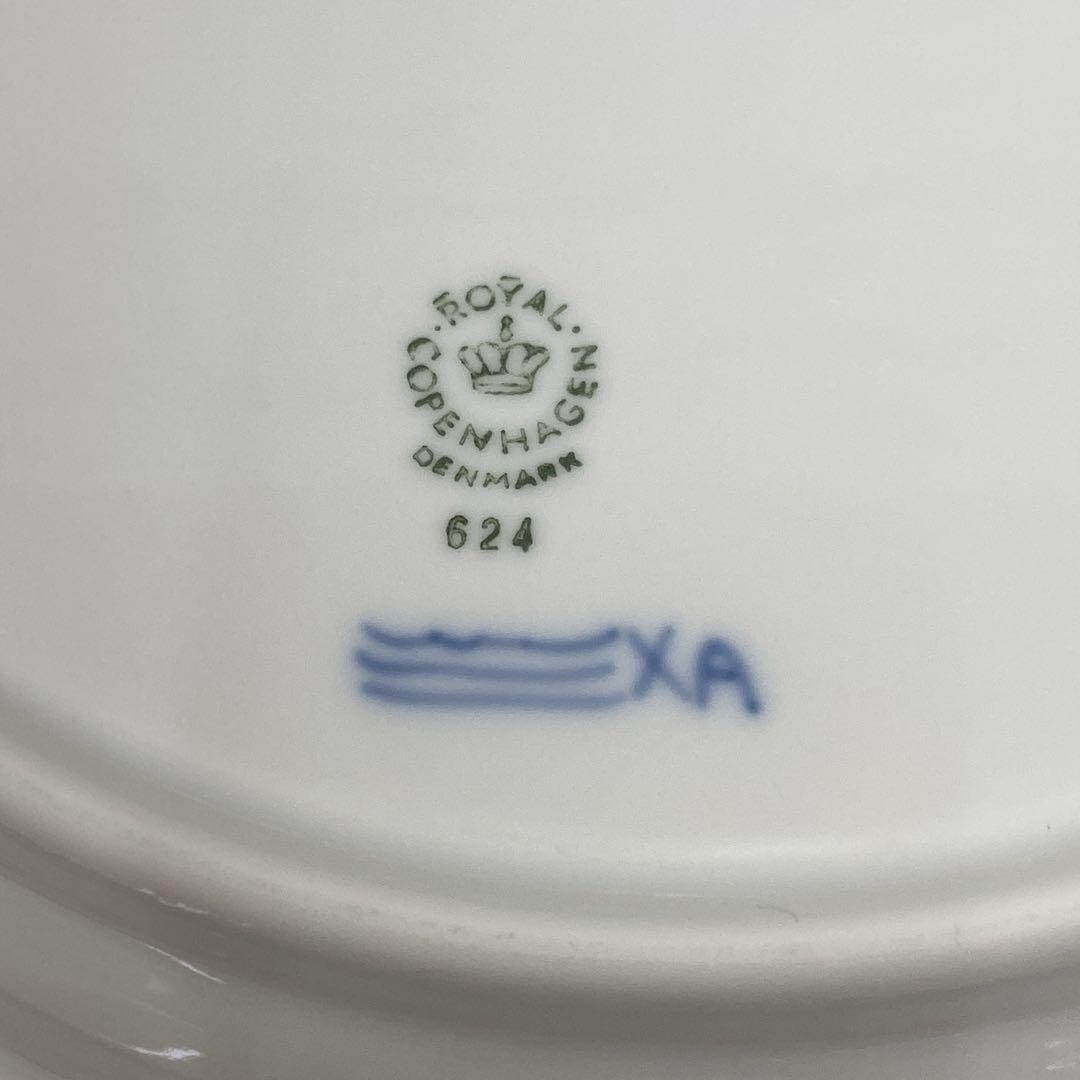 ·ROYAL·
COPENHAGEN
DENMARK
624
XA